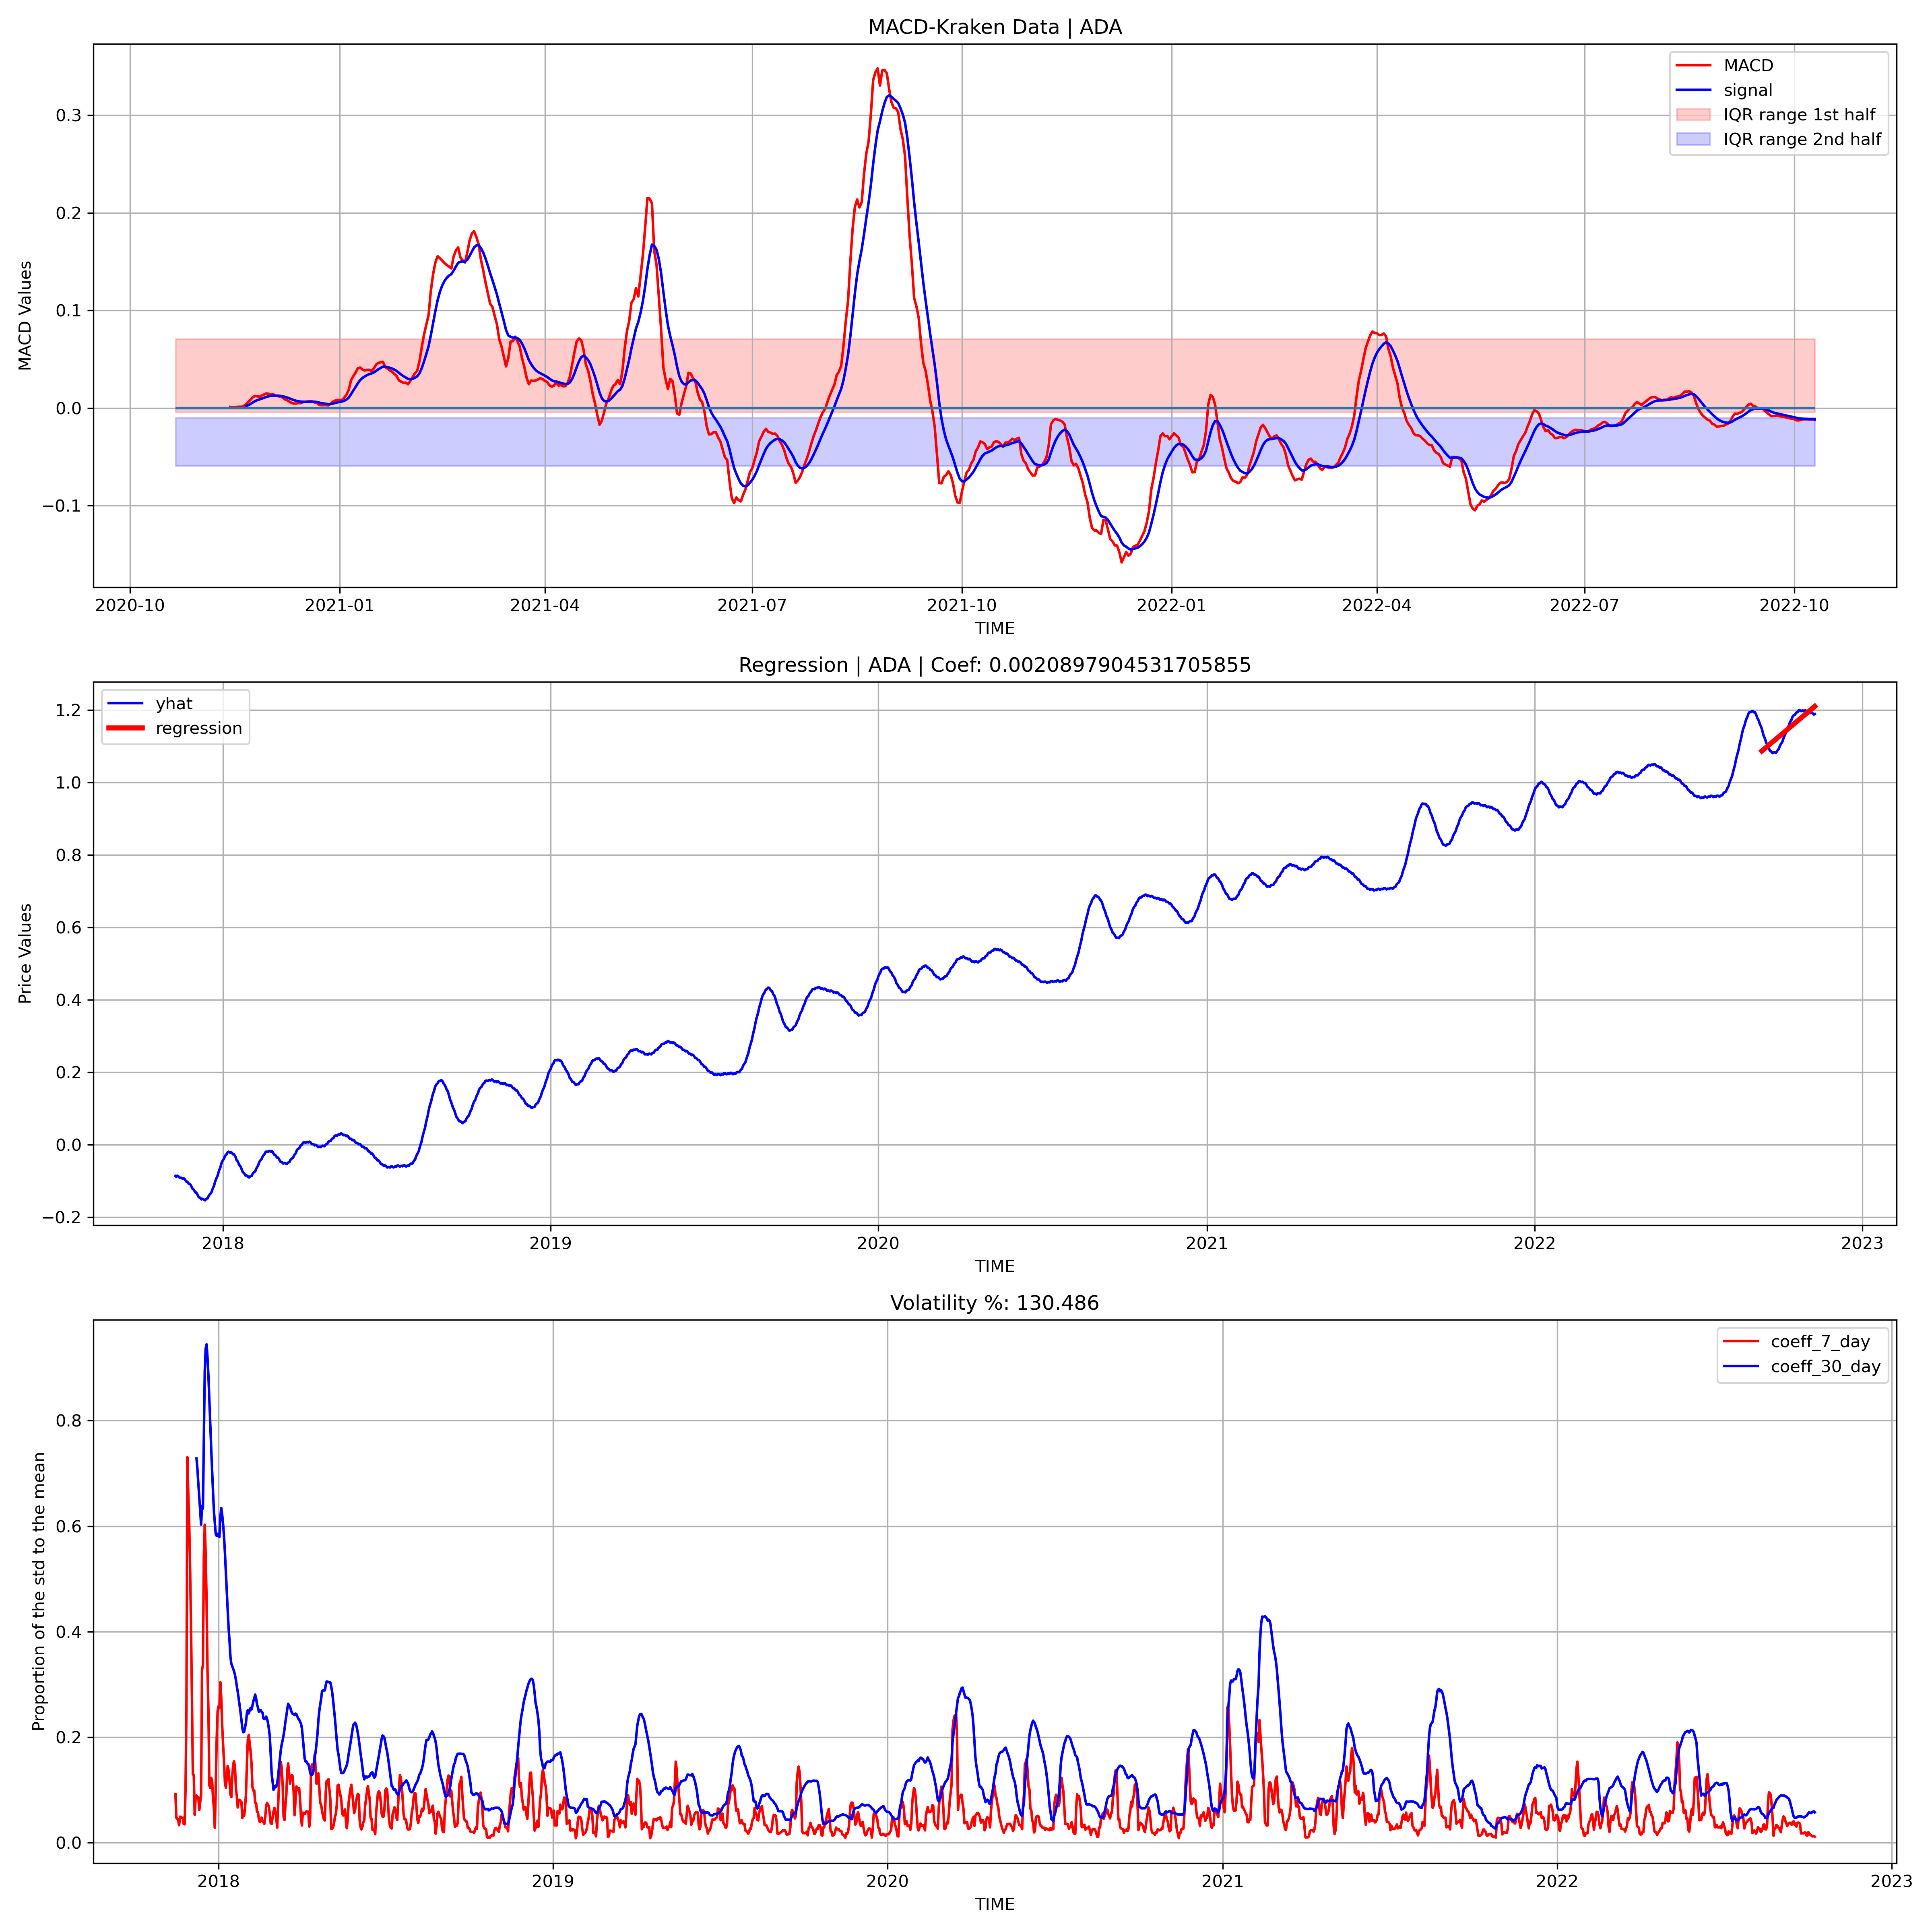 MACD-Kraken Data | ADA
MACD Values
0.3
0.2
0.1
0.0
−0.1
MACD
signal
IQR range 1st half
IQR range 2nd half
2020-10 2021-01 2021-04 2021-07 2021-10 2022-01 2022-04 2022-07 2022-10
TIME
Regression | ADA | Coef: 0.0020897904531705855
Price Values
1.2
1.0
0.8
0.6
0.4
0.2
0.0
−0.2
yhat
regression
2018 2019 2020 2021 2022 2023
TIME
Volatility %: 130.486
Proportion of the std to the mean
0.8
0.6
0.4
0.2
0.0
coeff_7_day
coeff_30_day
2018 2019 2020 2021 2022 2023
TIME